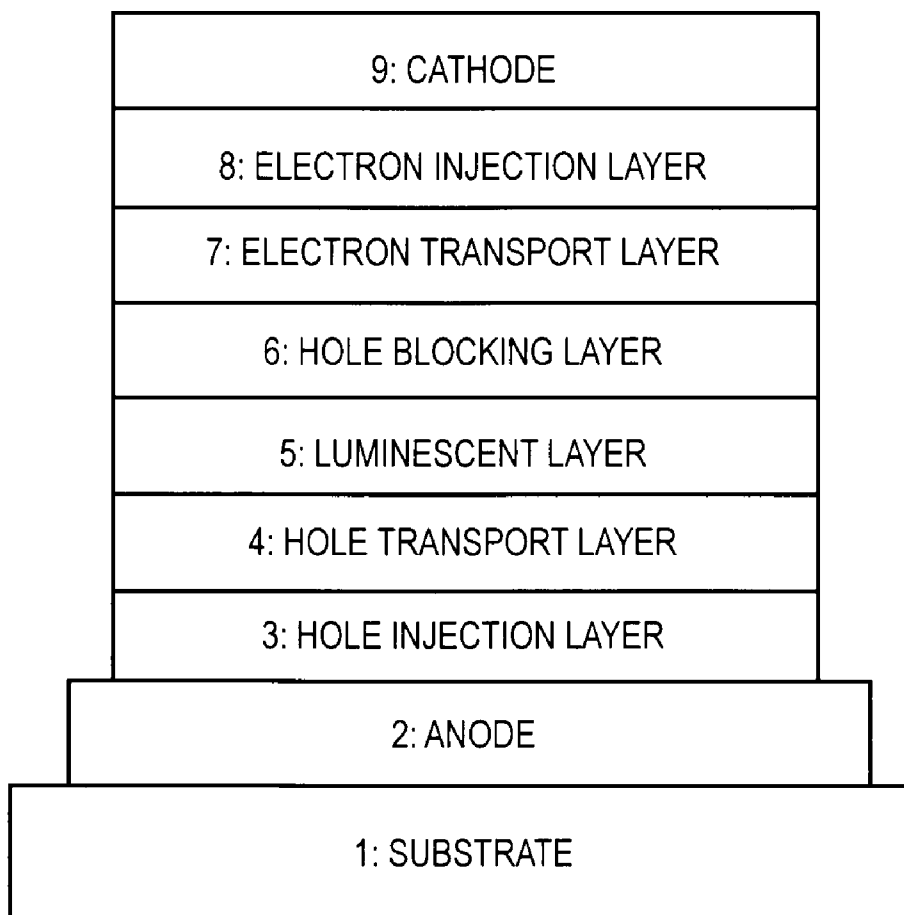 9: CATHODE
8: ELECTRON INJECTION LAYER
7: ELECTRON TRANSPORT LAYER
6: HOLE BLOCKING LAYER
5: LUMINESCENT LAYER
4: HOLE TRANSPORT LAYER
3: HOLE INJECTION LAYER
2: ANODE
1: SUBSTRATE